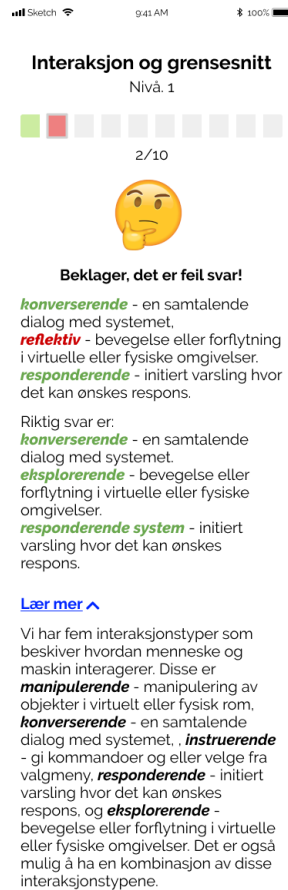 Sketch 9:41 AM 100%
Interaksjon og grensesnitt
Nivå. 1
2/10
Beklager, det er feil svar!
konverserende - en samtalende
dialog med systemet,
reflektiv - bevegelse eller forflytning
i virtuelle eller fysiske omgivelser.
responderende - initiert varsling hvor
det kan ønskes respons.
Riktig svar er:
konverserende - en samtalende
dialog med systemet.
eksplorerende - bevegelse eller
forflytning i virtuelle eller fysiske
omgivelser.
responderende system - initiert
varsling hvor det kan ønskes
respons.
Lær mer
Vi har fem interaksjonstyper som
beskiver hvordan menneske og
maskin interagerer. Disse er
manipulerende - manipulering av
objekter i virtuelt eller fysisk rom,
konverserende - en samtalende
dialog med systemet, , instruerende
- gi kommandoer og eller velge fra
valgmeny, responderende - initiert
varsling hvor det kan ønskes
respons, og eksplorerende -
bevegelse eller forflytning i virtuelle
eller fysiske omgivelser. Det er også
mulig å ha en kombinasjon av disse
interaksjonstypene.